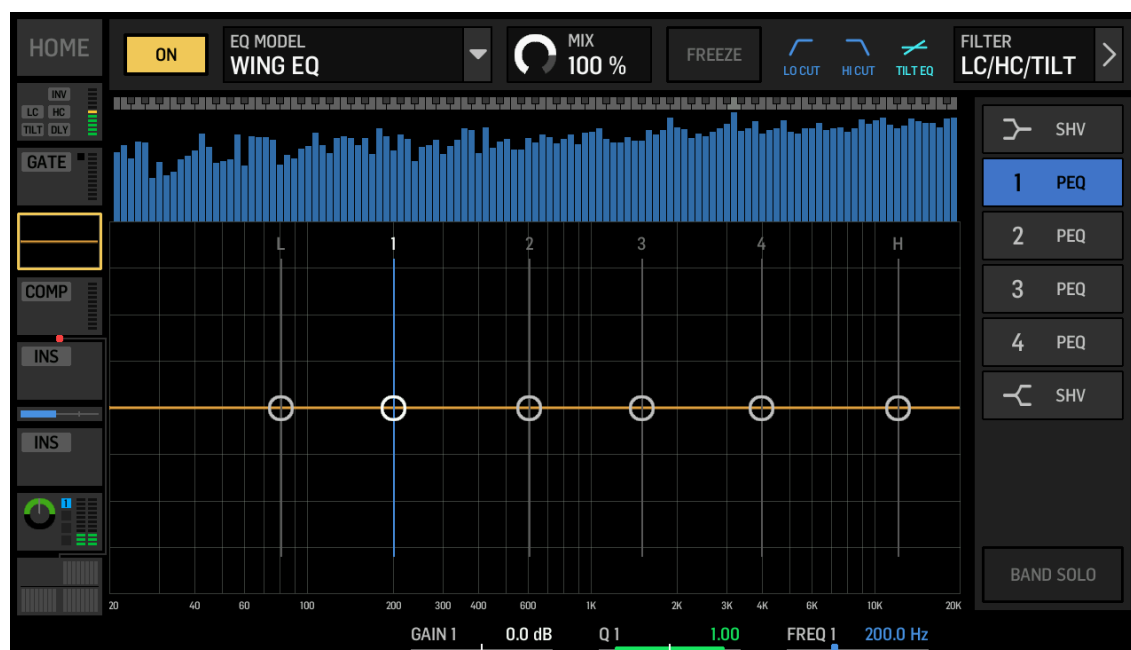 HOME
ON
EQ MODEL
WING EQ
MIX
100 %
FREEZE
LO CUT
HI CUT
TILT EQ
FILTER
LC/HC/TILT
INV
LC HC
TILT DLY
GATE
COMP
INS
INS
1
L 1 2 3 4 H
SHV
1 PEQ
2 PEQ
3 PEQ
4 PEQ
SHV
BAND SOLO
20 40 60 100 200 300 400 600 1K 2K 3K 4K 6K 10K 20K
GAIN 1 0.0 dB Q 1 1.00 FREQ 1 200.0 Hz